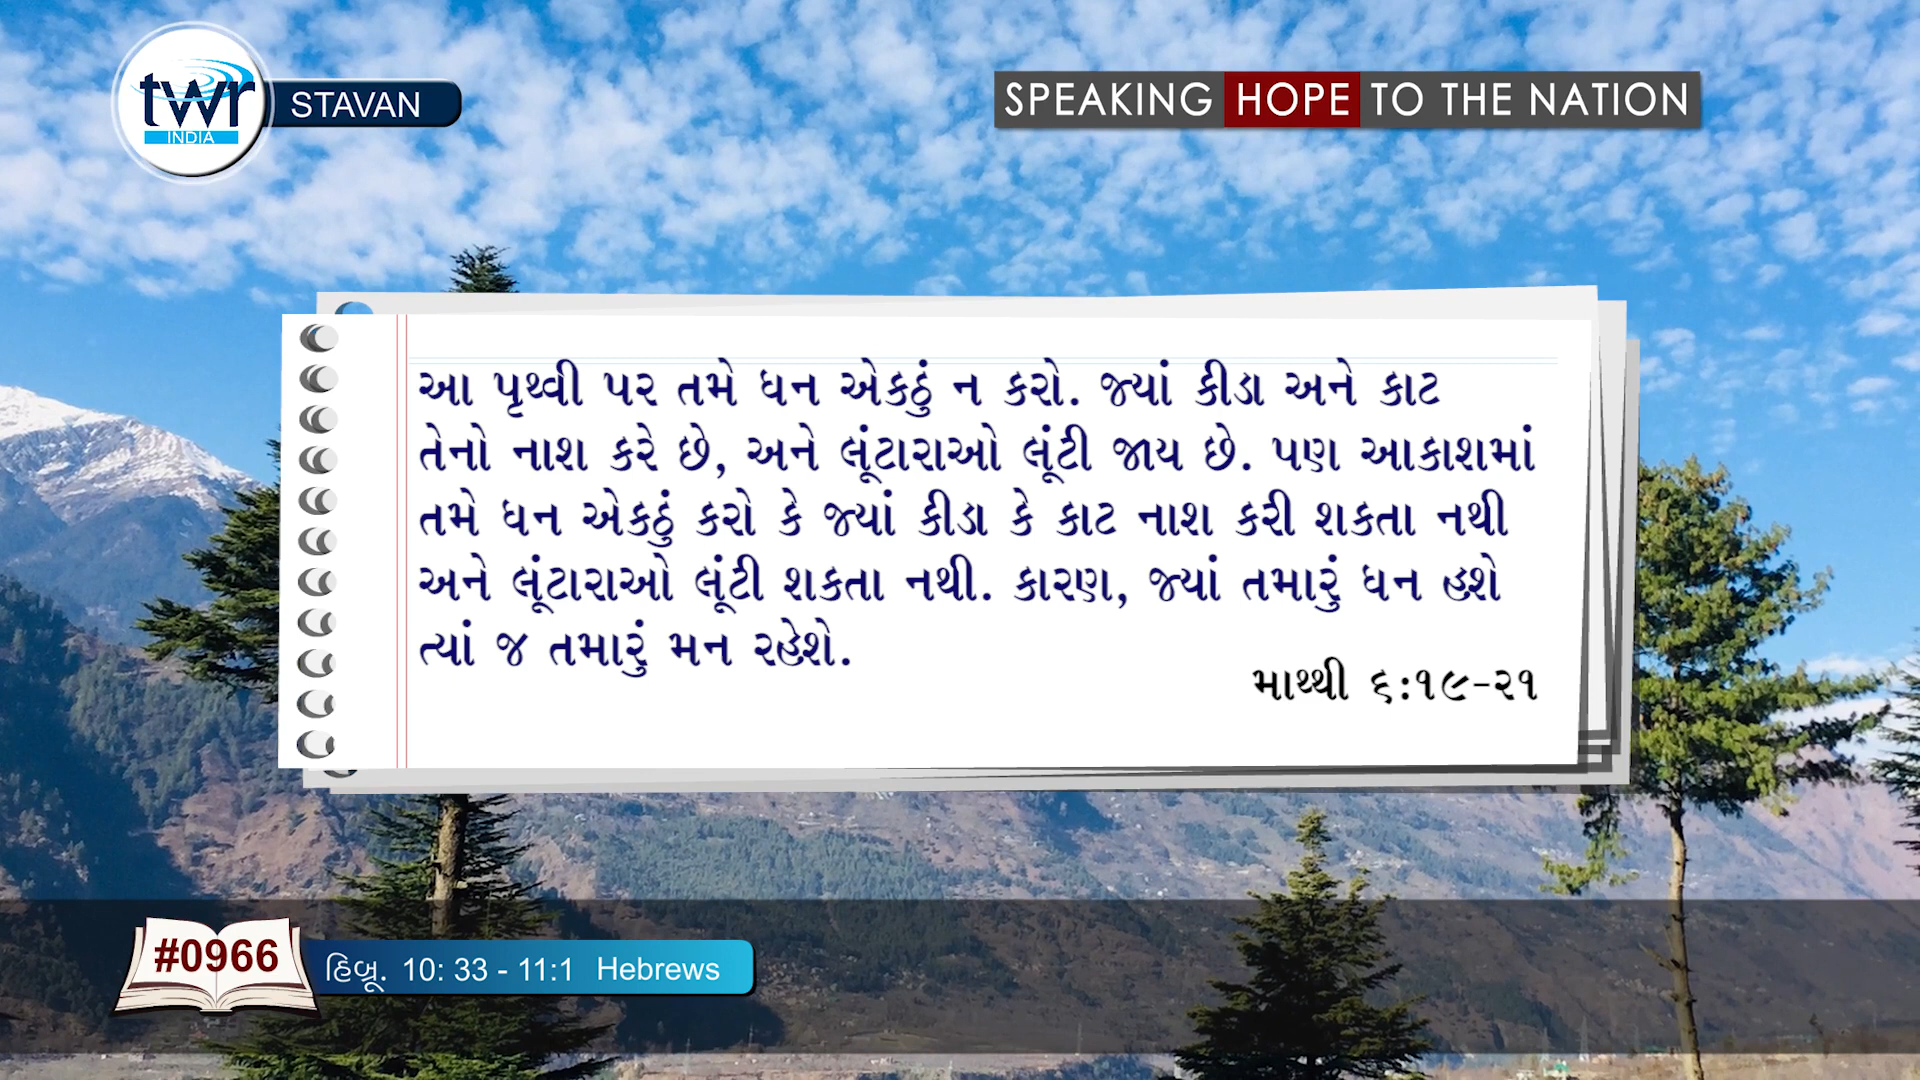 twr
INDIA
STAVAN
SPEAKING HOPE TO THE NATION
આ પૃથ્વી પર તમે ધન એકઠું ન કરો. જ્યાં કીડા અને કાટ
તેનો નાશ કરે છે, અને લૂંટારાઓ લૂંટી જાય છે. પણ આકાશમાં
તમે ધન એકઠું કરો કે જ્યાં કીડા કે કાટ નાશ કરી શકતા નથી
અને લૂંટારાઓ લૂંટી શકતા નથી. કારણ, જ્યાં તમારું ધન હશે
ત્યાં જ તમારું મન રહેશે.
માથ્થી ૬:૧૯-૨૧
#0966
હિબ્રૂ. 10: 33 - 11:1 Hebrews